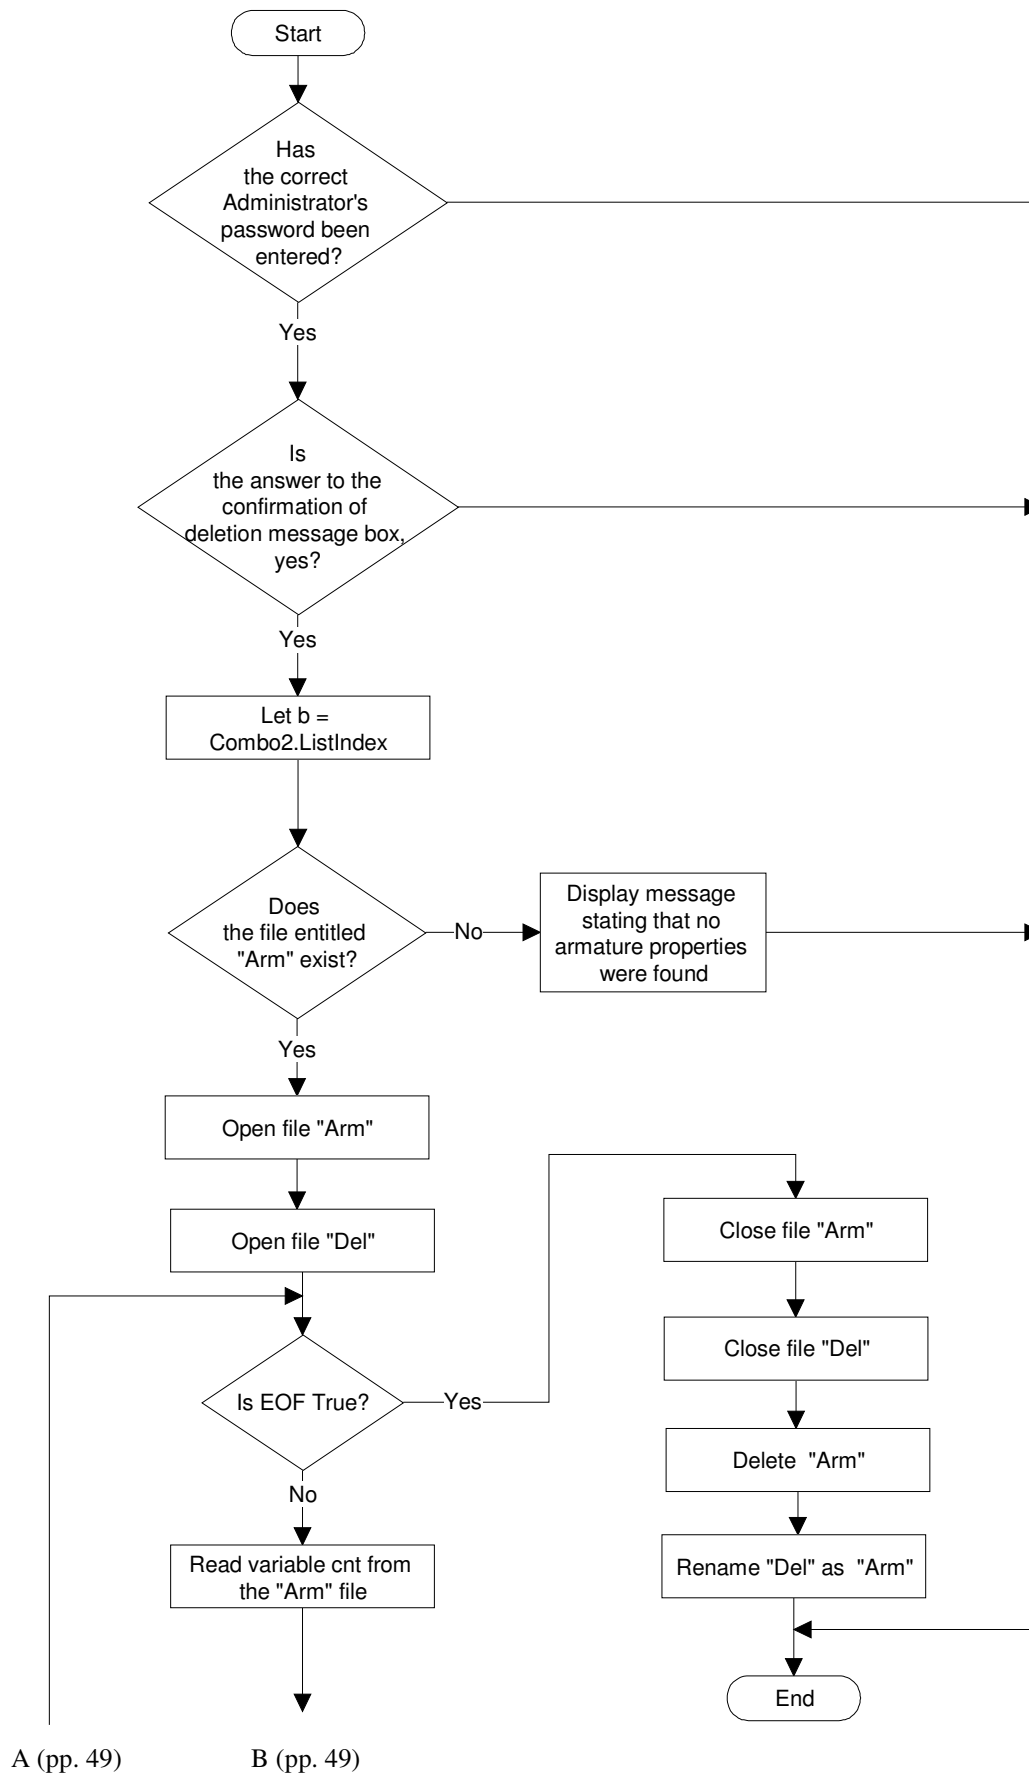 Start
Has
the correct
Administrator's
password been
entered?
Yes
Is
the answer to the
confirmation of
deletion message box,
yes?
Yes
Let b =
Combo2.ListIndex
Does
the file entitled
"Arm" exist?
No
Display message
stating that no
armature properties
were found
Yes
Open file "Arm"
Open file "Del"
Is EOF True?
Yes
Close file "Arm"
Close file "Del"
Delete "Arm"
Rename "Del" as "Arm"
End
No
Read variable cnt from
the "Arm" file
A (pp. 49)
B (pp. 49)